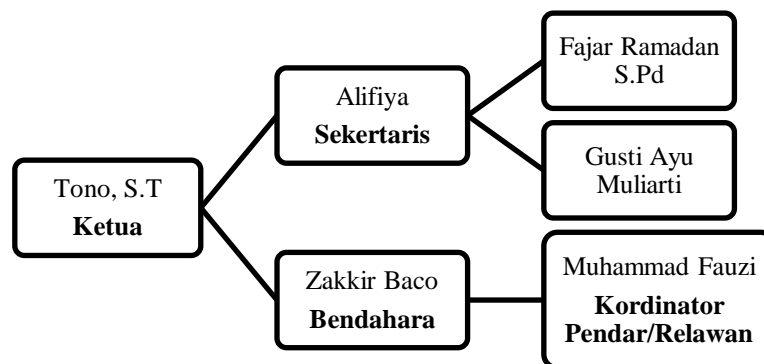 Tono, S.T
Ketua
Alifiya
Sekertaris
Zakkir Baco
Bendahara
Fajar Ramadan
S.Pd
Gusti Ayu
Muliarti
Muhammad Fauzi
Kordinator
Pendar/Relawan